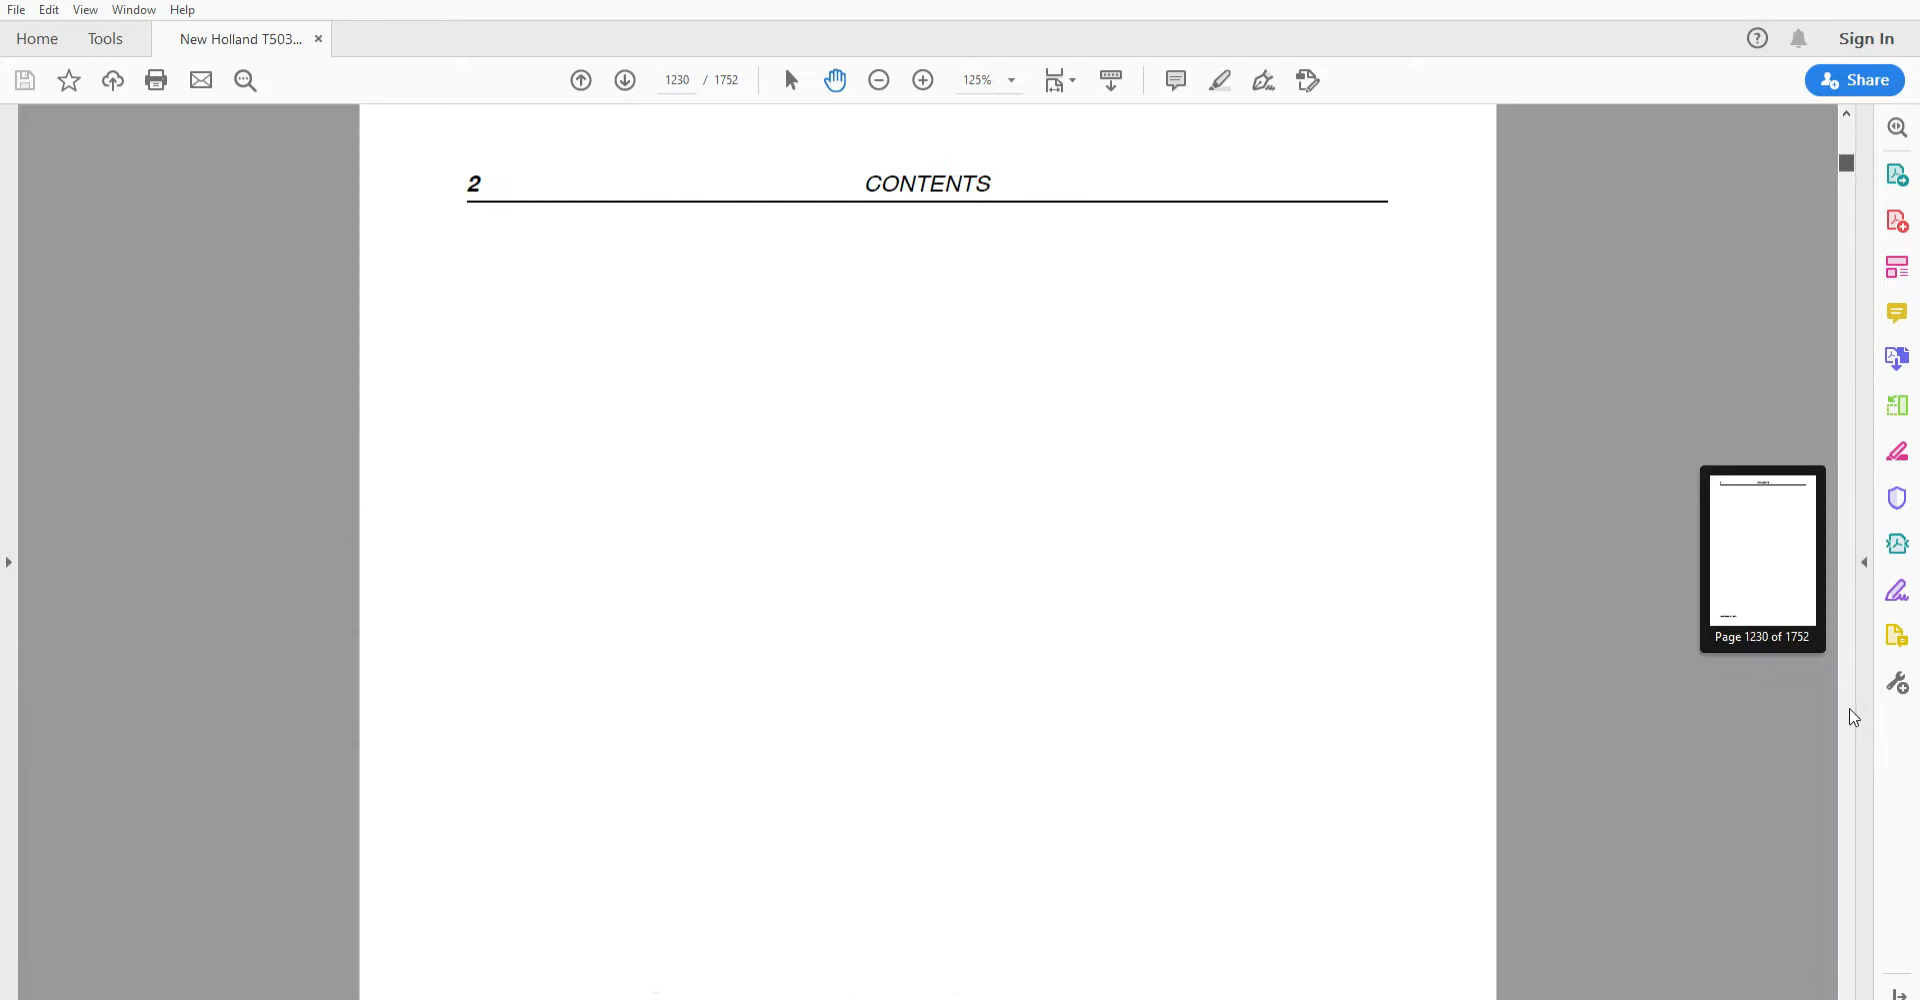 File Edit View Window Help
Home Tools New Holland T503... × Sign In
1230 / 1752 125% Share
2 CONTENTS
Page 1230 of 1752